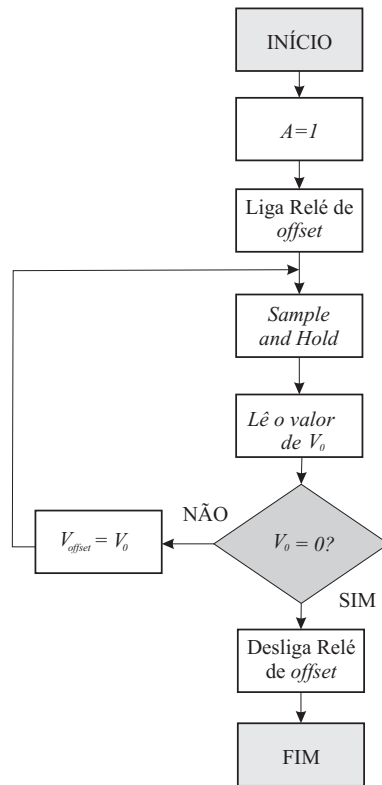 INÍCIO
A=1
Liga Relé de
offset
Sample
and Hold
Lê o valor
de V₀
NÃO
V₀ = 0?
V_offset = V₀
SIM
Desliga Relé
de offset
FIM